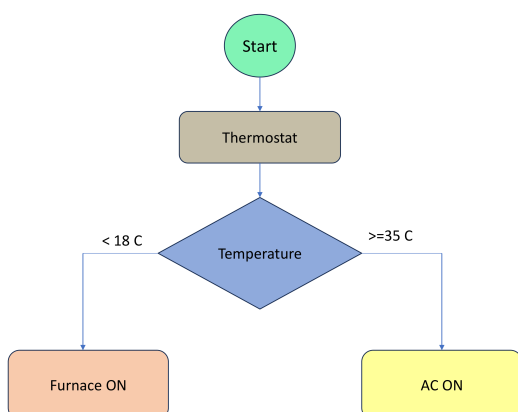 Start
Thermostat
< 18 C
>=35 C
Temperature
Furnace ON
AC ON